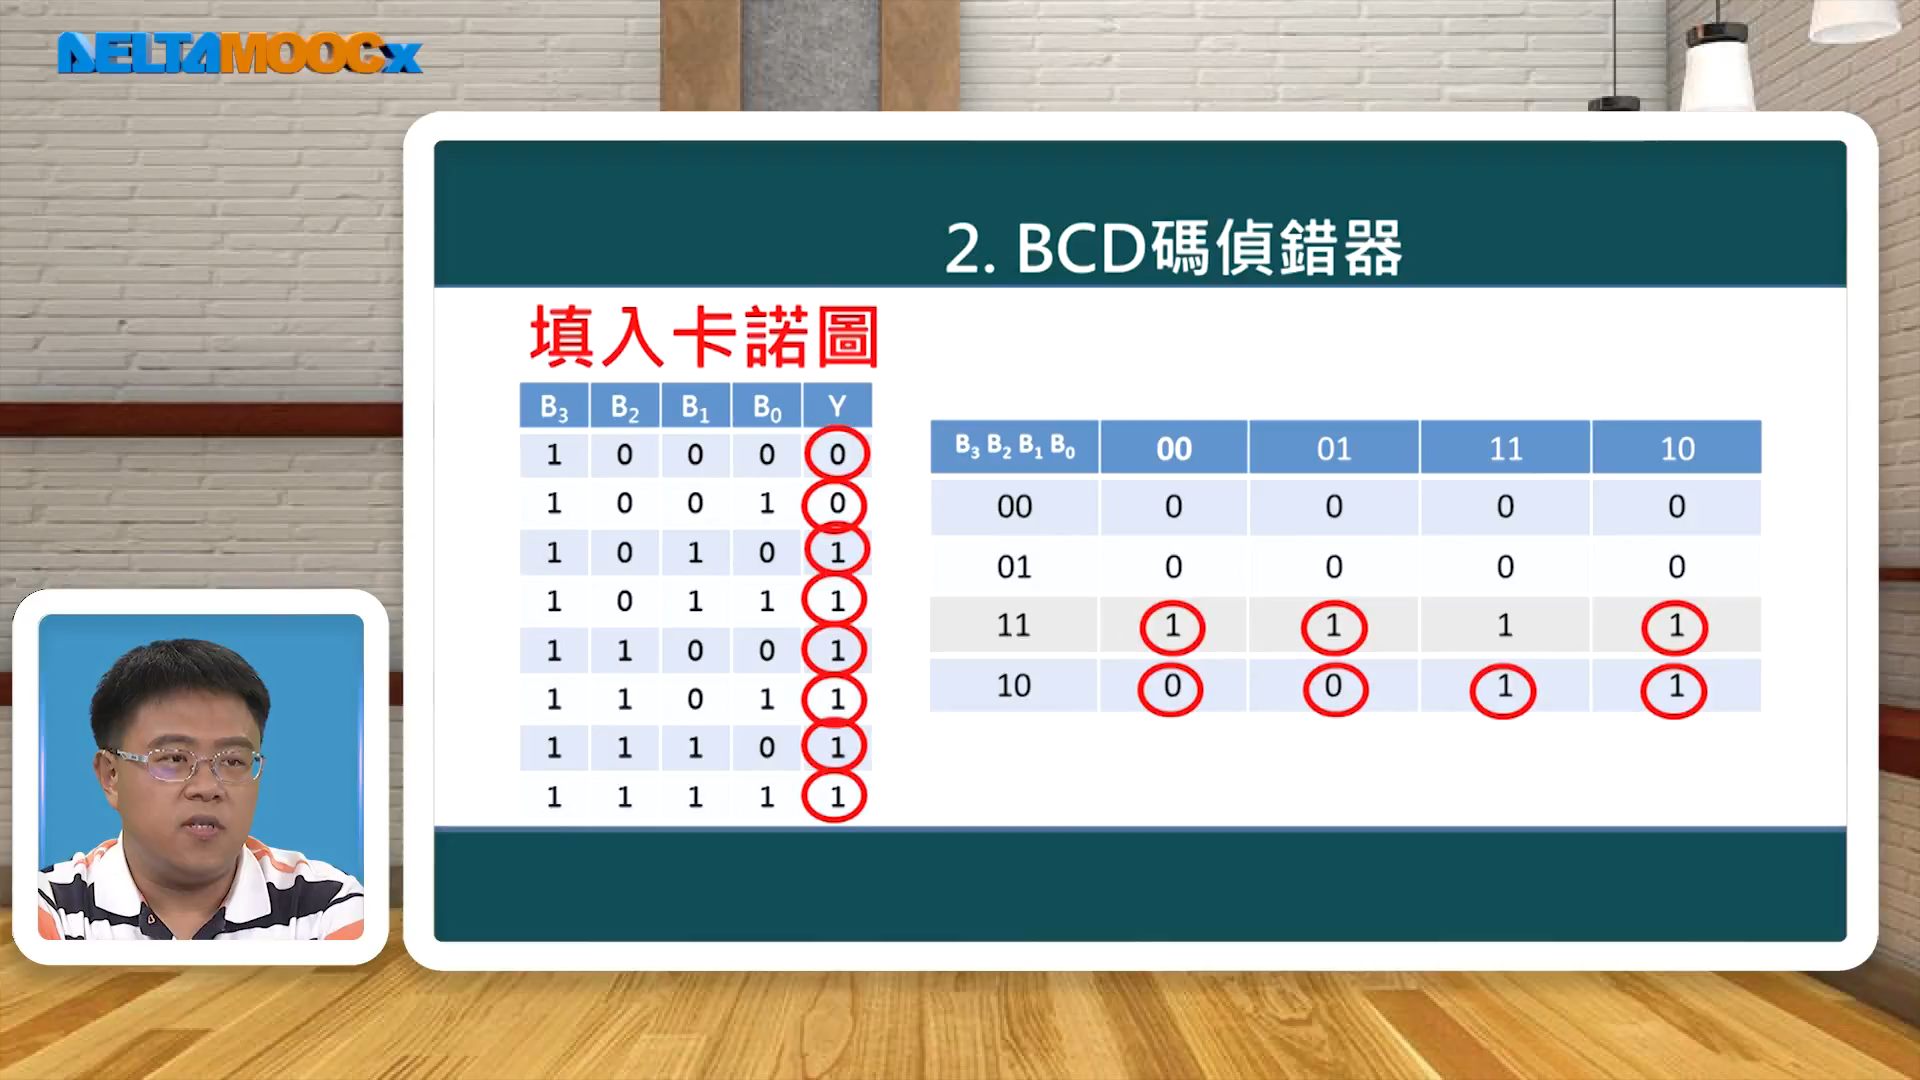 DELTAMOOCx
2. BCD碼偵錯器
填入卡諾圖
B3 B2 B1 B0 Y
1 0 0 0 0
1 0 0 1 0
1 0 1 0 1
1 0 1 1 1
1 1 0 0 1
1 1 0 1 1
1 1 1 0 1
1 1 1 1 1
B3 B2 B1 B0 00 01 11 10
00 0 0 0 0
01 0 0 0 0
11 1 1 1 1
10 0 0 1 1